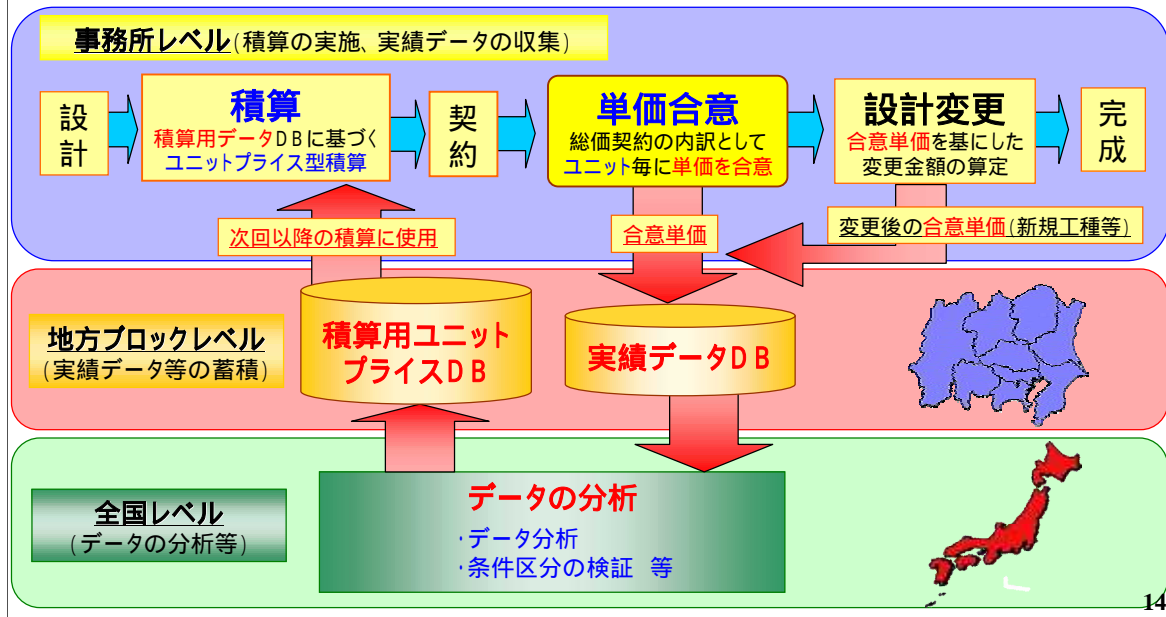 事務所レベル(積算の実施、実績データの収集)
設計
積算
積算用データDBに基づく
ユニットプライス型積算
契約
単価合意
総価契約の内訳として
ユニット毎に単価を合意
設計変更
合意単価を基にした
変更金額の算定
完成
次回以降の積算に使用
合意単価
変更後の合意単価(新規工種等)
地方ブロックレベル
(実績データ等の蓄積)
積算用ユニット
プライスDB
実績データDB
全国レベル
(データの分析等)
データの分析
・データ分析
・条件区分の検証 等
14